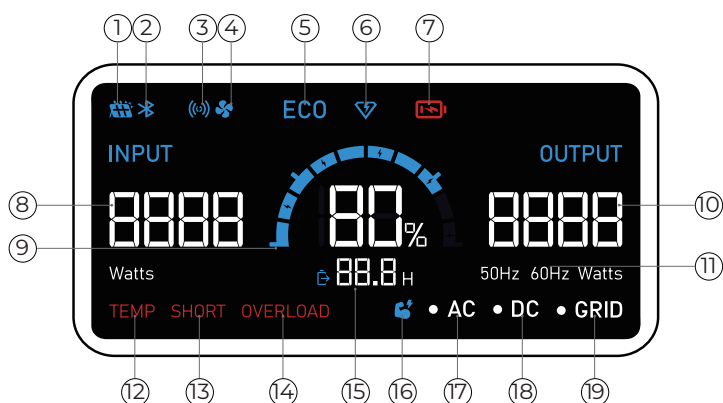 1 2 3 4 5 6 7
ECO
INPUT OUTPUT
8 8888 80% 8888 10
9
Watts 88.8 H 50Hz 60Hz Watts 11
TEMP SHORT OVERLOAD AC DC GRID
12 13 14 15 16 17 18 19